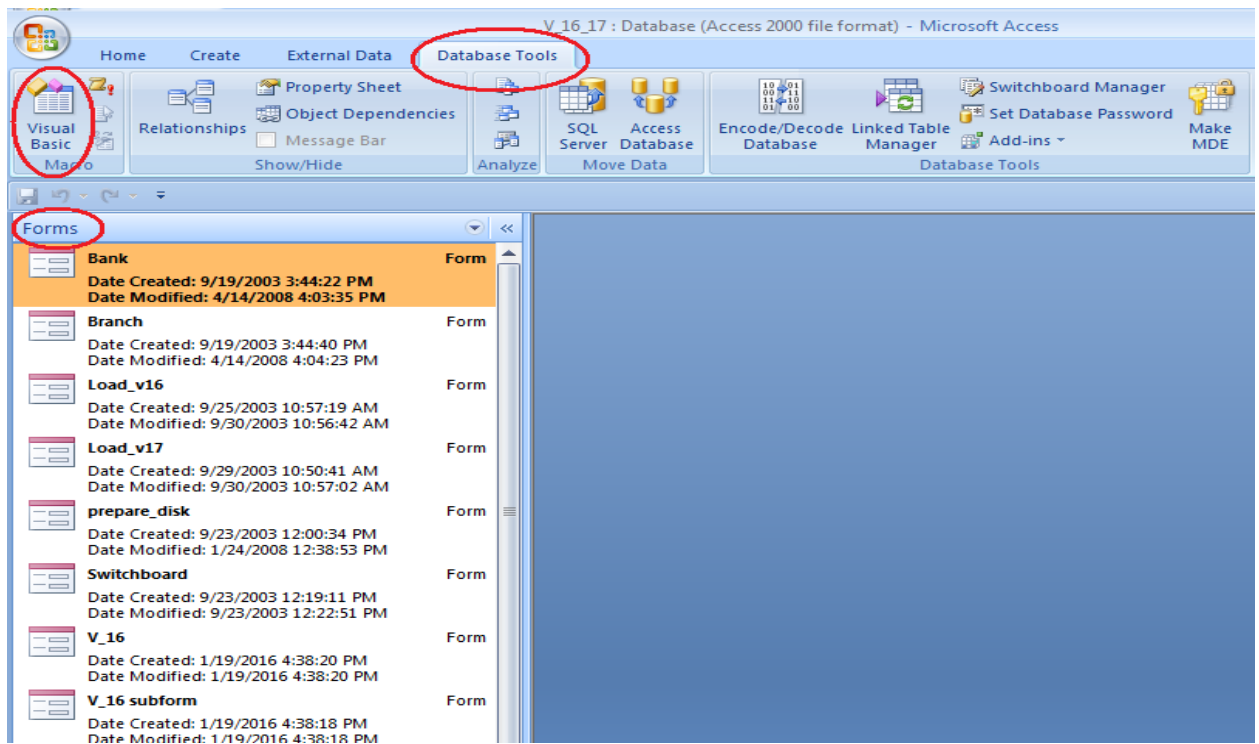 V_16_17 : Database (Access 2000 file format) - Microsoft Access
Home Create External Data Database Tools
Visual Basic
Macro
Relationships
Property Sheet
Object Dependencies
Message Bar
Show/Hide
Analyze
SQL Server
Access Database
Move Data
Encode/Decode Database
Linked Table Manager
Switchboard Manager
Set Database Password
Add-ins
Make MDE
Database Tools
Forms
Bank Form
Date Created: 9/19/2003 3:44:22 PM
Date Modified: 4/14/2008 4:03:35 PM
Branch Form
Date Created: 9/19/2003 3:44:40 PM
Date Modified: 4/14/2008 4:04:23 PM
Load_v16 Form
Date Created: 9/25/2003 10:57:19 AM
Date Modified: 9/30/2003 10:56:42 AM
Load_v17 Form
Date Created: 9/29/2003 10:50:41 AM
Date Modified: 9/30/2003 10:57:02 AM
prepare_disk Form
Date Created: 9/23/2003 12:00:34 PM
Date Modified: 1/24/2008 12:38:53 PM
Switchboard Form
Date Created: 9/23/2003 12:19:11 PM
Date Modified: 9/23/2003 12:22:51 PM
V_16 Form
Date Created: 1/19/2016 4:38:20 PM
Date Modified: 1/19/2016 4:38:20 PM
V_16 subform Form
Date Created: 1/19/2016 4:38:18 PM
Date Modified: 1/19/2016 4:38:18 PM